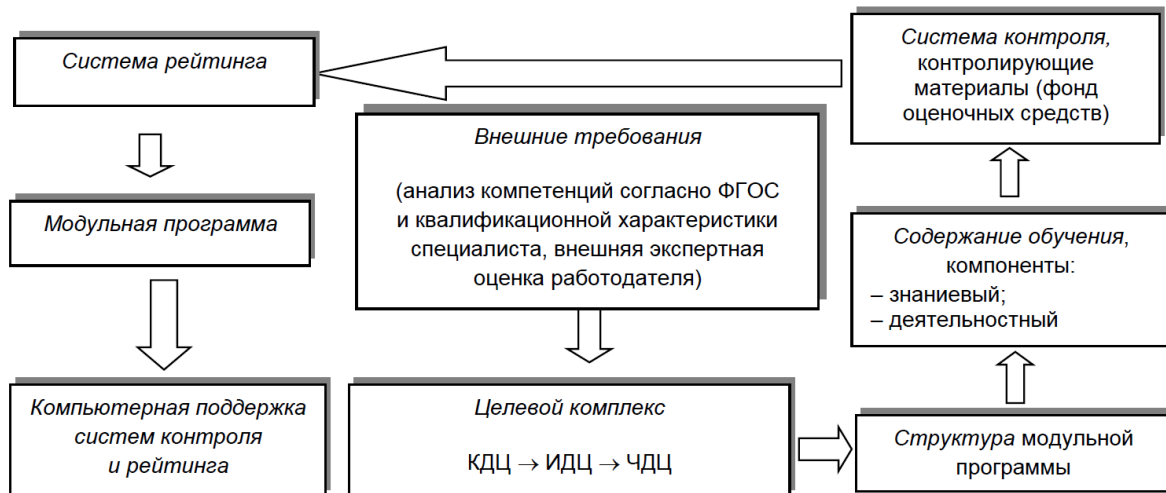 Система рейтинга
Система контроля,
контролирующие
материалы (фонд
оценочных средств)
Внешние требования
(анализ компетенций согласно ФГОС
и квалификационной характеристики
специалиста, внешняя экспертная
оценка работодателя)
Модульная программа
Содержание обучения,
компоненты:
– знаниевый;
– деятельностный
Компьютерная поддержка
систем контроля
и рейтинга
Целевой комплекс
КДЦ → ИДЦ → ЧДЦ
Структура модульной
программы